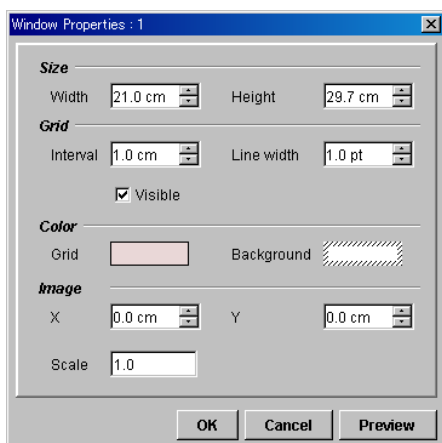 Window Properties : 1
Size
Width 21.0 cm Height 29.7 cm
Grid
Interval 1.0 cm Line width 1.0 pt
Visible
Color
Grid Background
Image
X 0.0 cm Y 0.0 cm
Scale 1.0
OK Cancel Preview